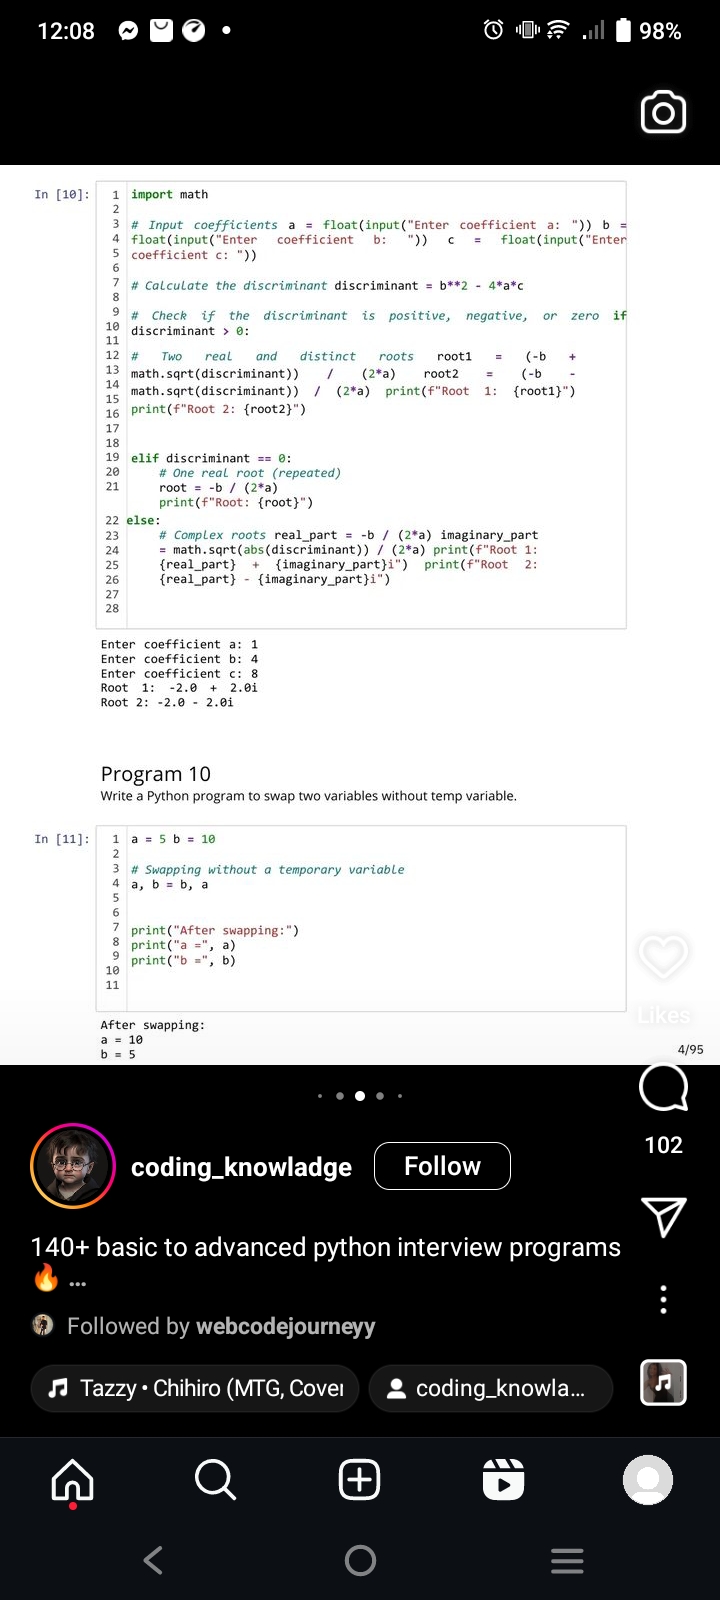 12:08
98%
In [10]:
1 import math
2
3 # Input coefficients a = float(input("Enter coefficient a: ")) b =
4 float(input("Enter coefficient b: ")) c = float(input("Enter
5 coefficient c: "))
6
7 # Calculate the discriminant discriminant = b**2 - 4*a*c
8
9 # Check if the discriminant is positive, negative, or zero if
10 discriminant > 0:
11
12 # Two real and distinct roots root1 = (-b +
13 math.sqrt(discriminant)) / (2*a) root2 = (-b -
14 math.sqrt(discriminant)) / (2*a) print(f"Root 1: {root1}")
15
16 print(f"Root 2: {root2}")
17
18
19 elif discriminant == 0:
20 # One real root (repeated)
21 root = -b / (2*a)
print(f"Root: {root}")
22 else:
23 # Complex roots real_part = -b / (2*a) imaginary_part
24 = math.sqrt(abs(discriminant)) / (2*a) print(f"Root 1:
25 {real_part} + {imaginary_part}i") print(f"Root 2:
26 {real_part} - {imaginary_part}i")
27
28
Enter coefficient a: 1
Enter coefficient b: 4
Enter coefficient c: 8
Root 1: -2.0 + 2.0i
Root 2: -2.0 - 2.0i
Program 10
Write a Python program to swap two variables without temp variable.
In [11]:
1 a = 5 b = 10
2
3 # Swapping without a temporary variable
4 a, b = b, a
5
6
7 print("After swapping:")
8 print("a =", a)
9 print("b =", b)
10
11
After swapping:
a = 10
b = 5
Likes
4/95
102
coding_knowladge
Follow
140+ basic to advanced python interview programs
🔥 ...
Followed by webcodejourneyy
Tazzy • Chihiro (MTG, Cover
coding_knowla...